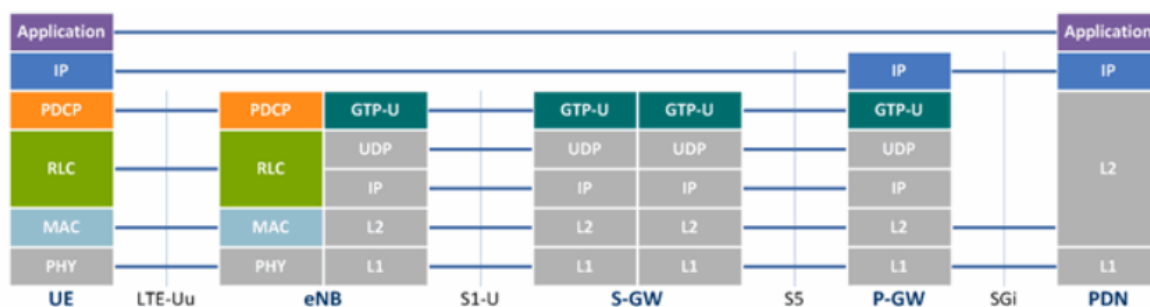 Application Application
IP IP IP
PDCP PDCP GTP-U GTP-U GTP-U GTP-U
UDP UDP UDP UDP
RLC RLC L2
IP IP IP IP
MAC MAC L2 L2 L2 L2
PHY PHY L1 L1 L1 L1 L1
UE LTE-Uu eNB S1-U S-GW S5 P-GW SGi PDN